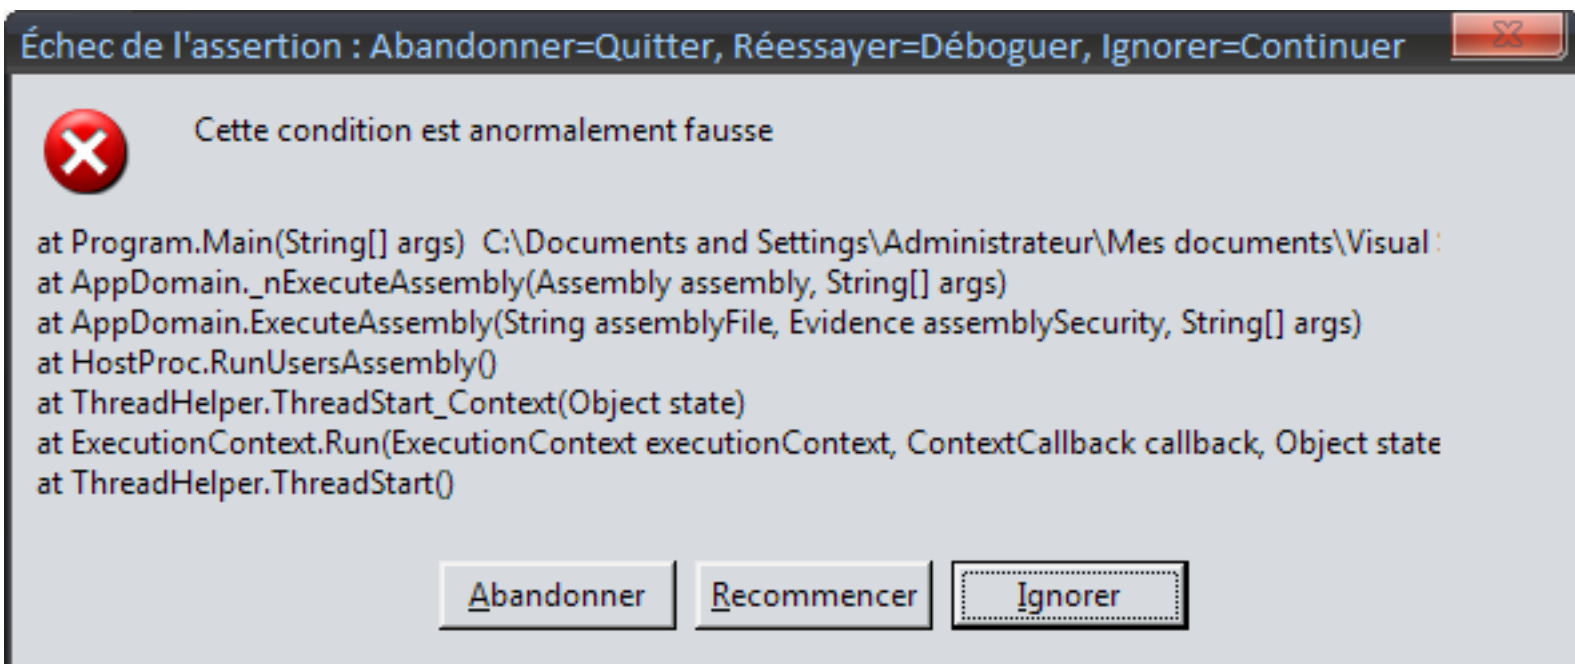 Échec de l'assertion : Abandonner=Quitter, Réessayer=Déboguer, Ignorer=Continuer
Cette condition est anormalement fausse
at Program.Main(String[] args)  C:\Documents and Settings\Administrateur\Mes documents\Visual
at AppDomain._nExecuteAssembly(Assembly assembly, String[] args)
at AppDomain.ExecuteAssembly(String assemblyFile, Evidence assemblySecurity, String[] args)
at HostProc.RunUsersAssembly()
at ThreadHelper.ThreadStart_Context(Object state)
at ExecutionContext.Run(ExecutionContext executionContext, ContextCallback callback, Object state
at ThreadHelper.ThreadStart()
Abandonner Recommencer Ignorer